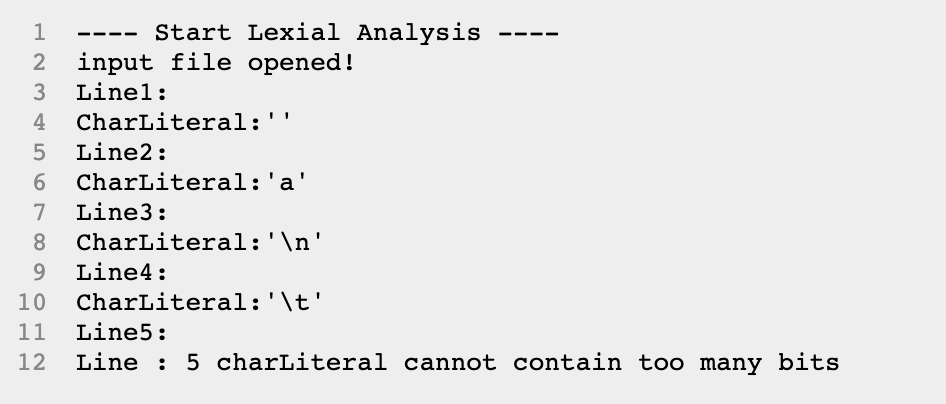 1 ---- Start Lexial Analysis ----
2 input file opened!
3 Line1:
4 CharLiteral:''
5 Line2:
6 CharLiteral:'a'
7 Line3:
8 CharLiteral:'\n'
9 Line4:
10 CharLiteral:'\t'
11 Line5:
12 Line : 5 charLiteral cannot contain too many bits